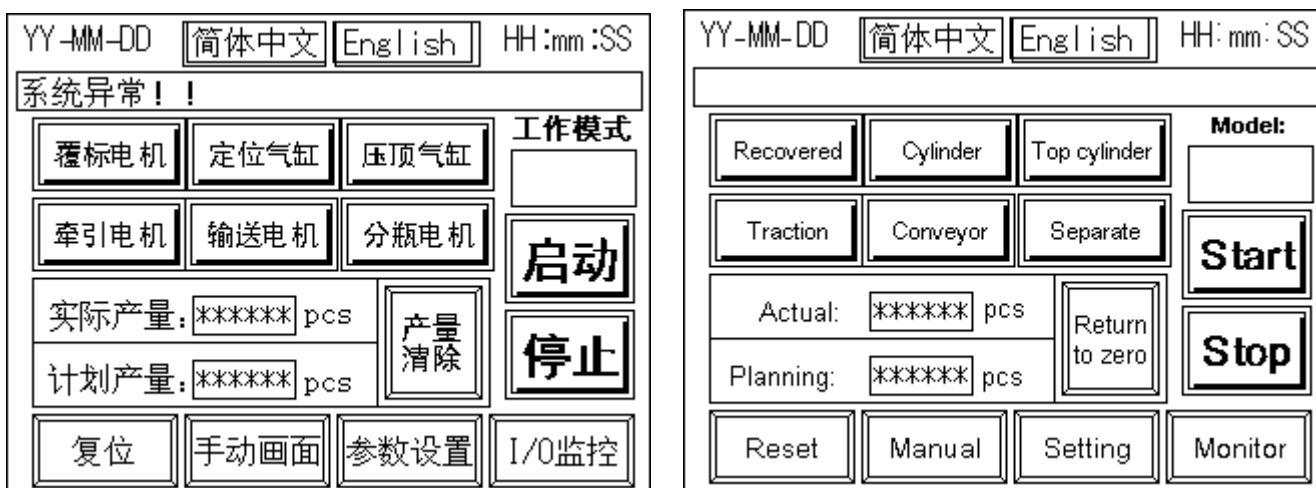 YY-MM-DD 简体中文 English HH:mm:SS
系统异常！！
覆标电机 定位气缸 压顶气缸 工作模式
牵引电机 输送电机 分瓶电机 启动
实际产量: ****** pcs 产量
清除
计划产量: ****** pcs 停止
复位 手动画面 参数设置 I/O监控
YY-MM-DD 简体中文 English HH:mm:SS
Recovered Cylinder Top cylinder Model:
Traction Conveyor Separate Start
Actual: ****** pcs Return
to zero
Planning: ****** pcs Stop
Reset Manual Setting Monitor